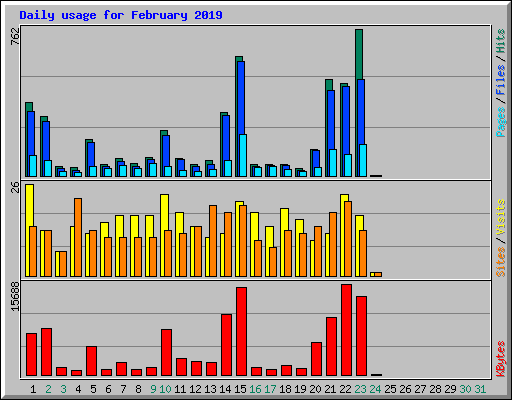 Daily usage for February 2019
762
Pages / Files / Hits
26
Sites / Visits
15688
KBytes
1 2 3 4 5 6 7 8 9 10 11 12 13 14 15 16 17 18 19 20 21 22 23 24 25 26 27 28 29 30 31